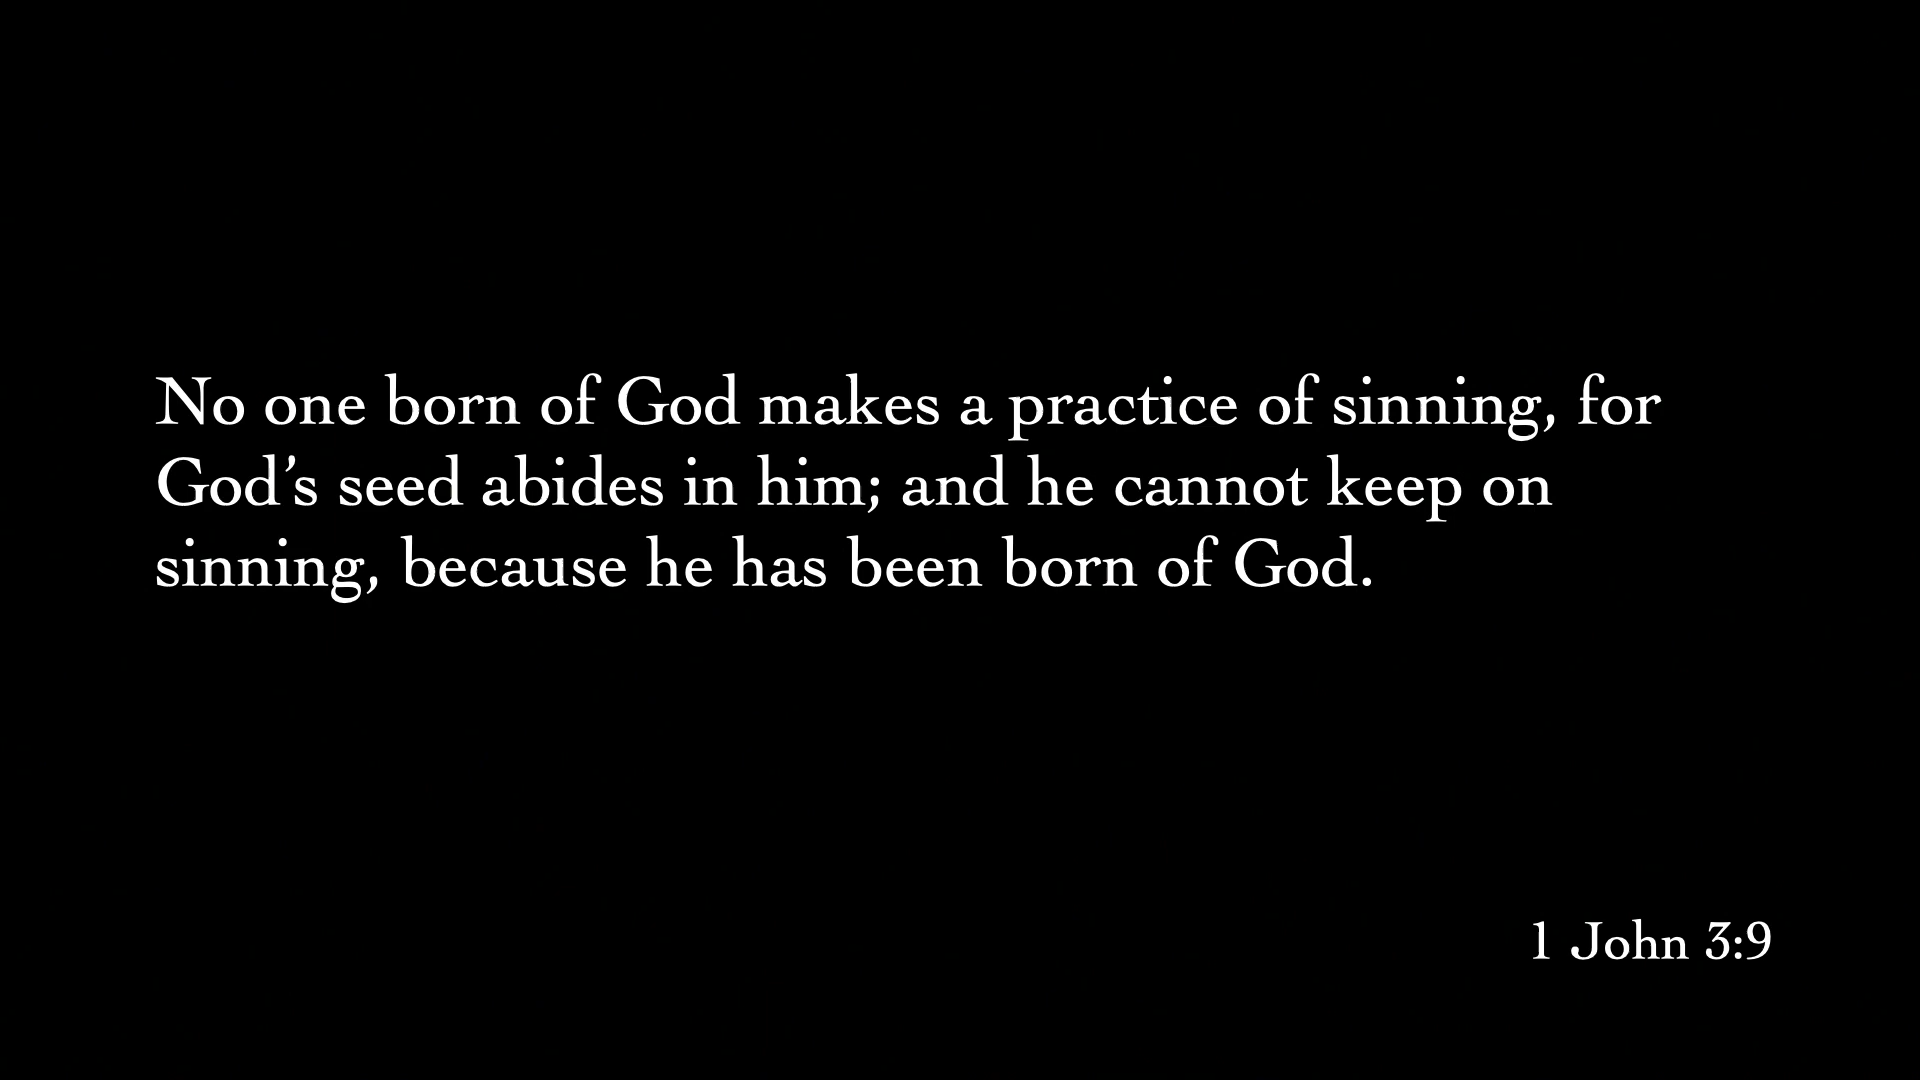 No one born of God makes a practice of sinning, for
God’s seed abides in him; and he cannot keep on
sinning, because he has been born of God.
1 John 3:9